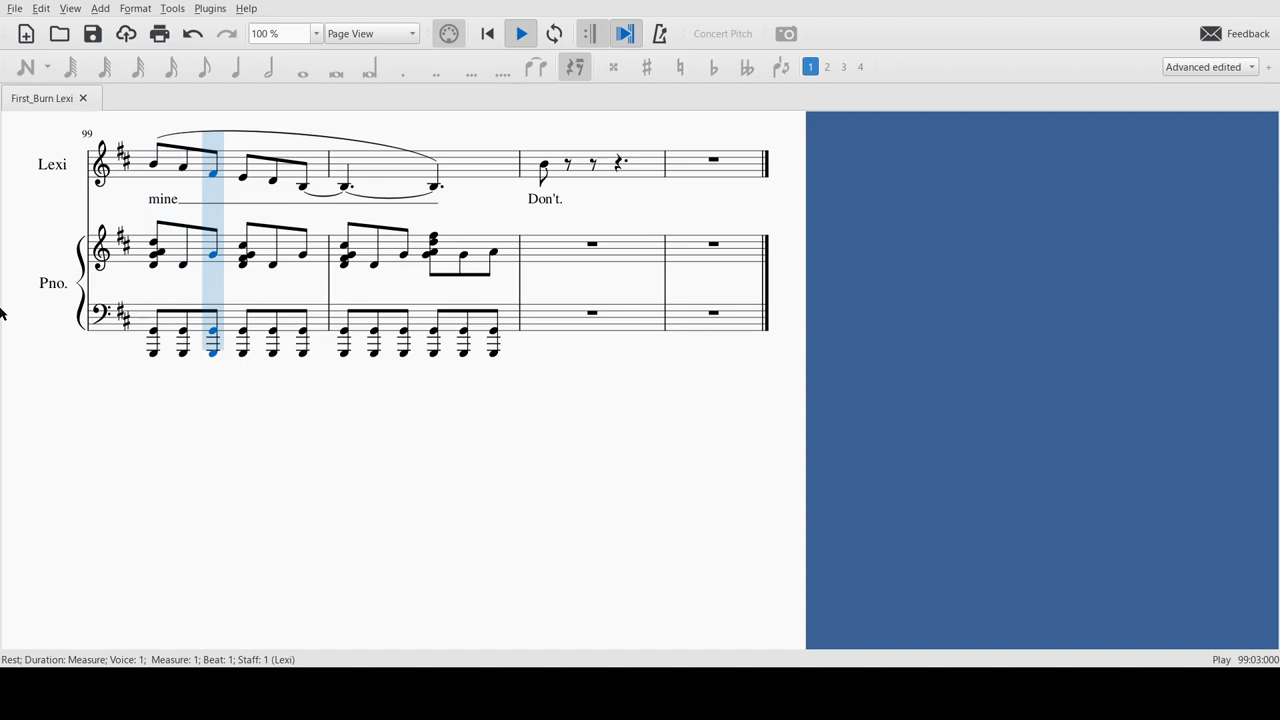 File Edit View Add Format Tools Plugins Help
100 % Page View Concert Pitch Feedback
1 2 3 4 Advanced edited +
First_Burn Lexi
99
Lexi
mine Don't.
Pno.
Rest; Duration: Measure; Voice: 1; Measure: 1; Beat: 1; Staff: 1 (Lexi) Play 99:03:000